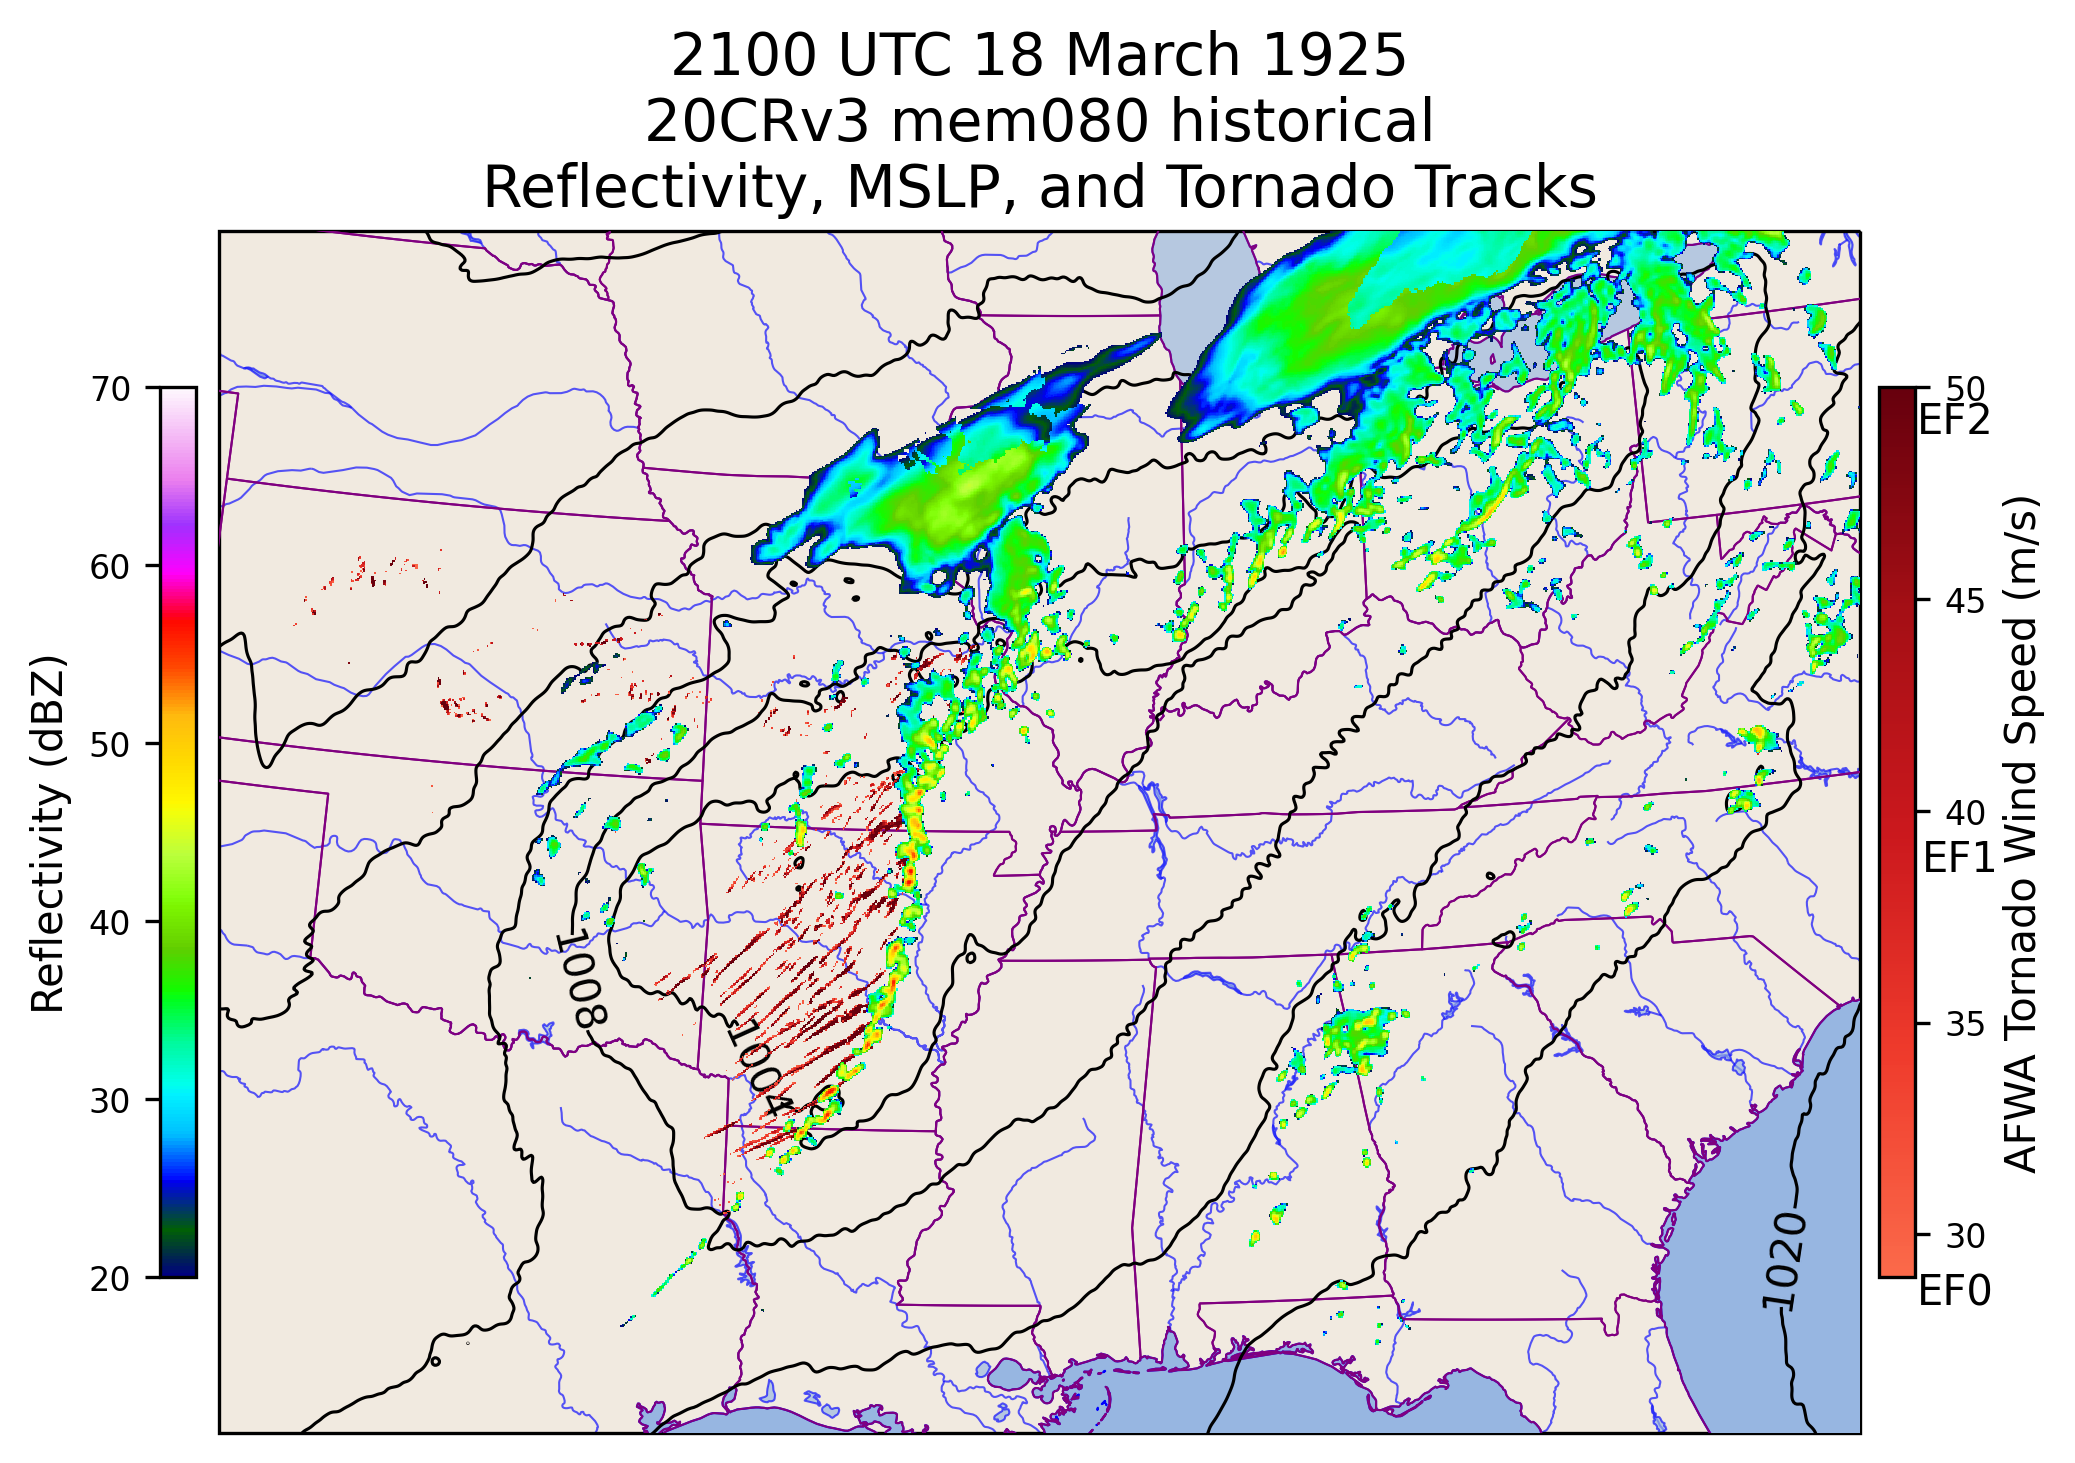 2100 UTC 18 March 1925
20CRv3 mem080 historical
Reflectivity, MSLP, and Tornado Tracks
70
60
50
40
30
20
Reflectivity (dBZ)
1008
1004
1020
50
EF2
45
40
EF1
35
30
EF0
AFWA Tornado Wind Speed (m/s)